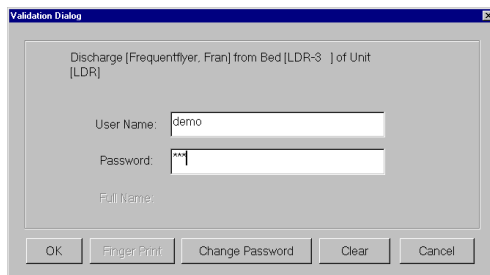 Validation Dialog
Discharge [Frequentflyer, Fran] from Bed [LDR-3 ] of Unit
[LDR]
User Name: demo
Password: ***
Full Name
OK Finger Print Change Password Clear Cancel